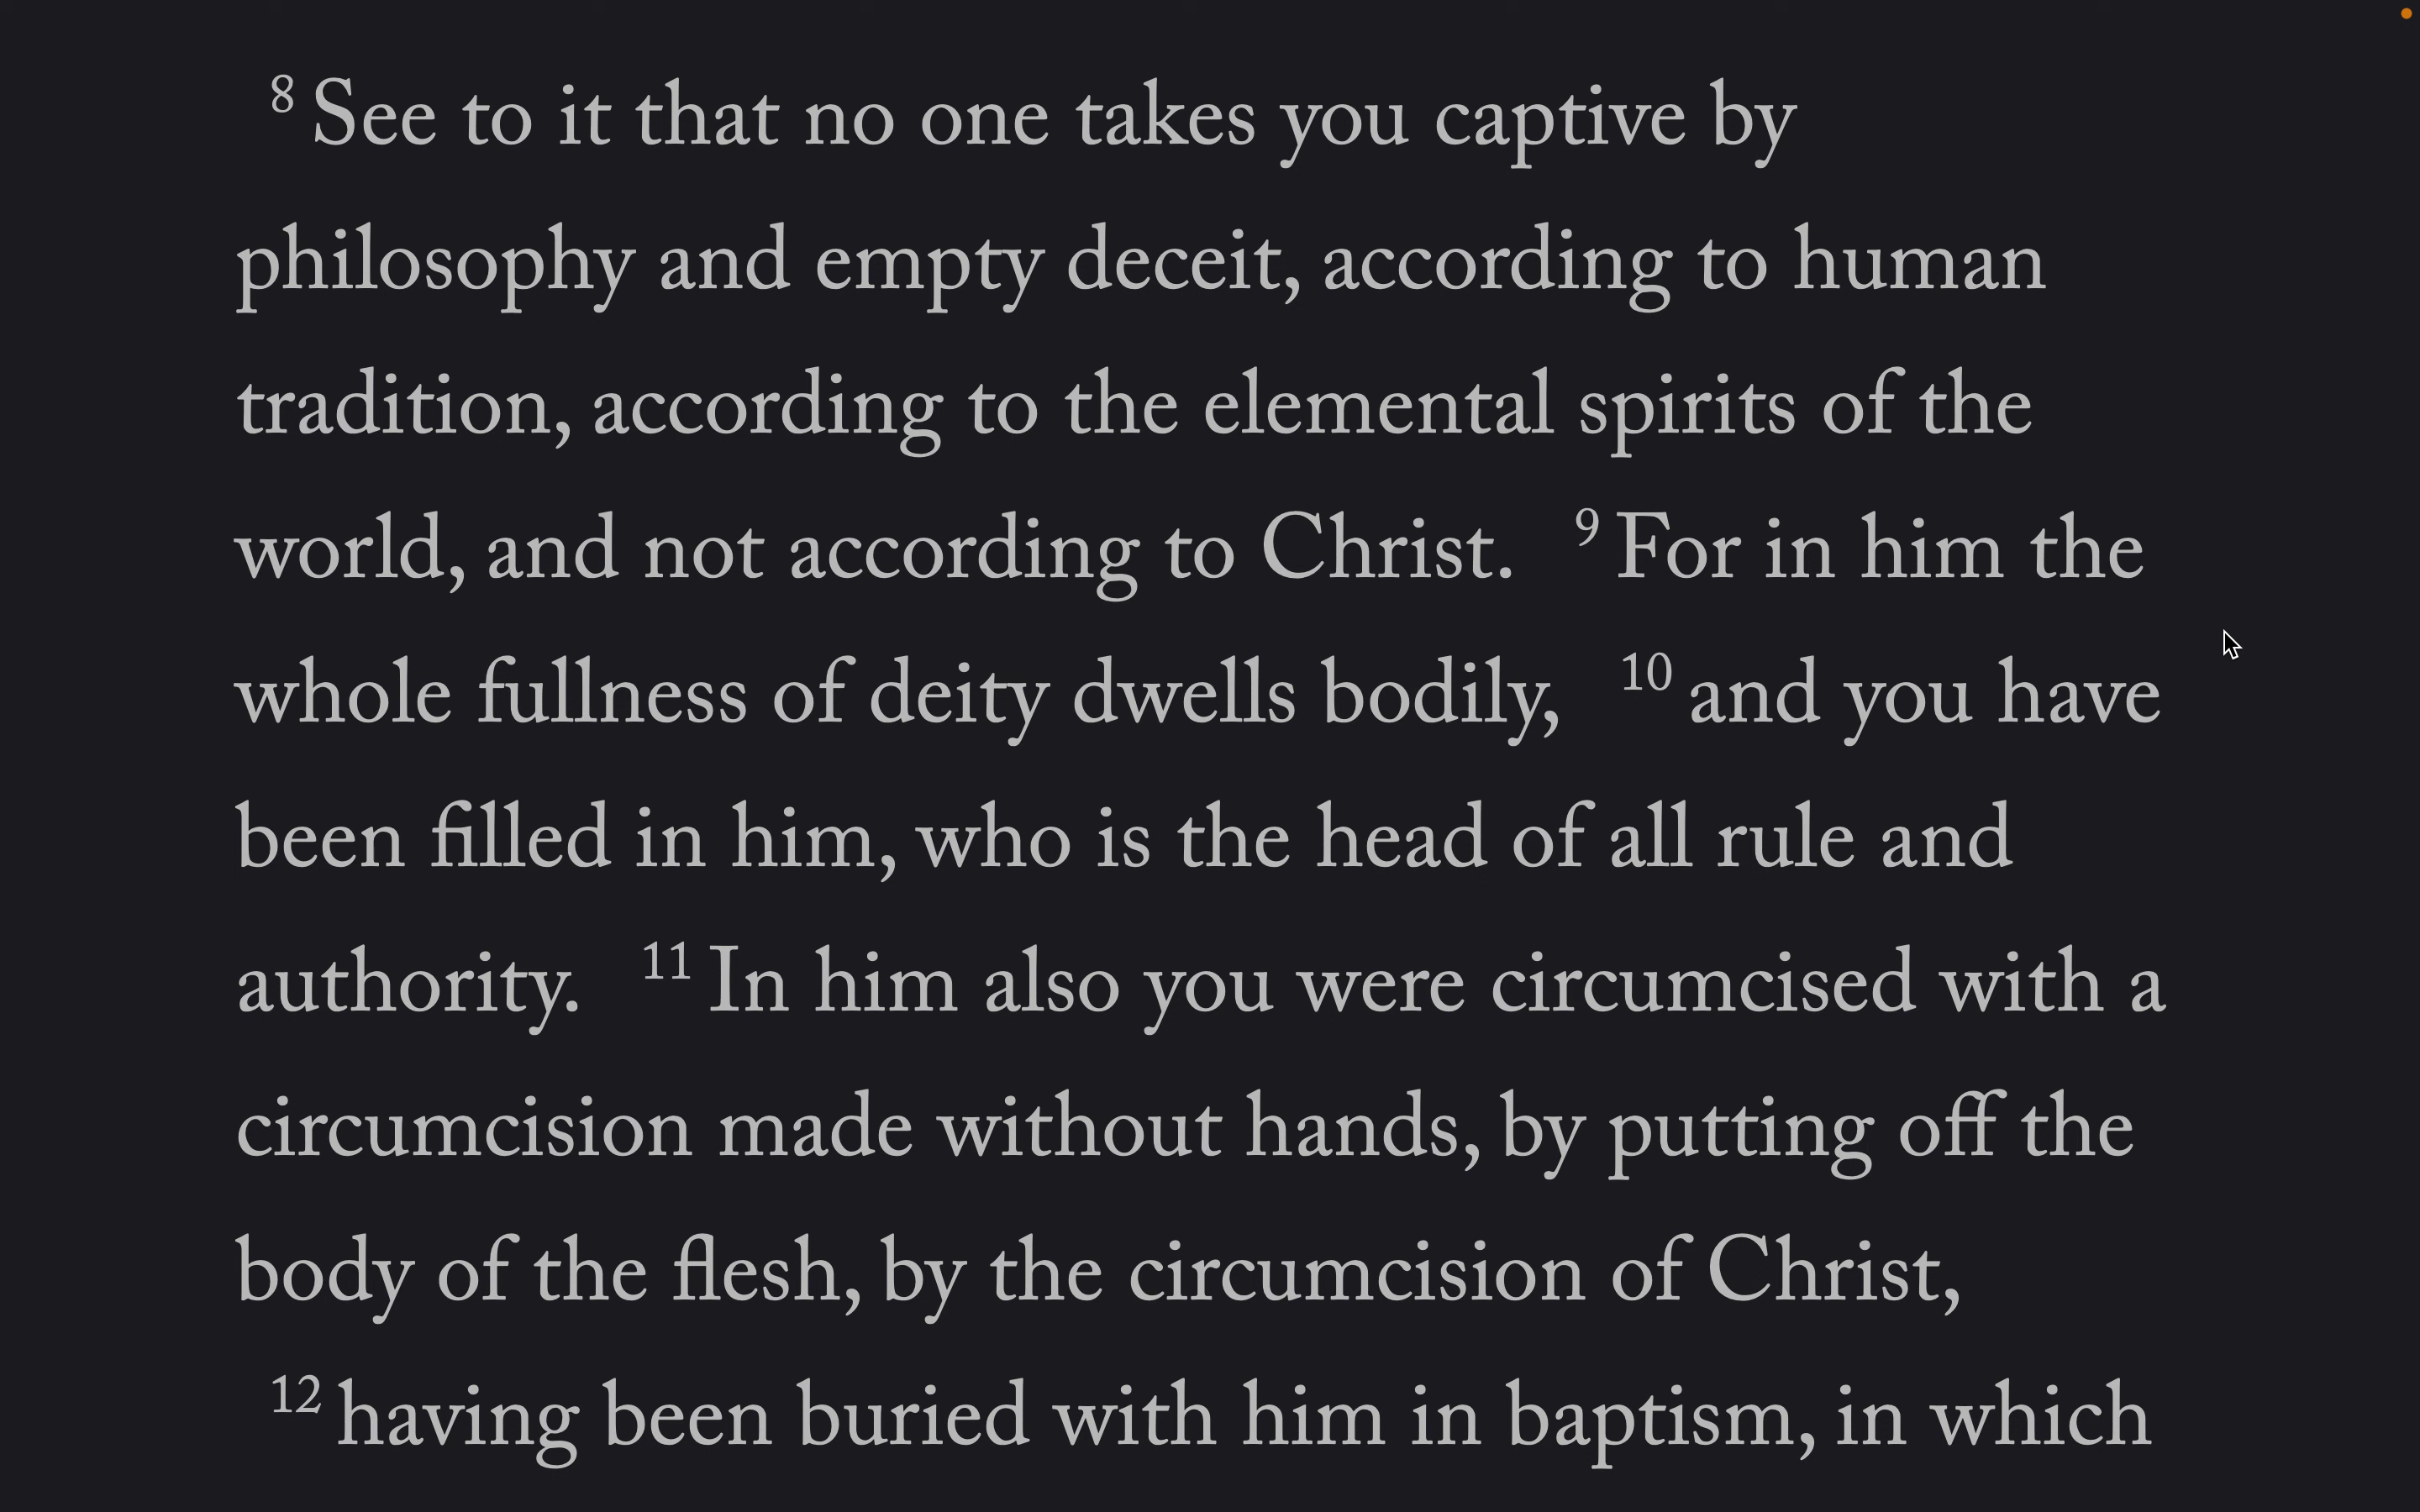 8 See to it that no one takes you captive by
philosophy and empty deceit, according to human
tradition, according to the elemental spirits of the
world, and not according to Christ. 9 For in him the
whole fullness of deity dwells bodily, 10 and you have
been filled in him, who is the head of all rule and
authority. 11 In him also you were circumcised with a
circumcision made without hands, by putting off the
body of the flesh, by the circumcision of Christ,
12 having been buried with him in baptism, in which